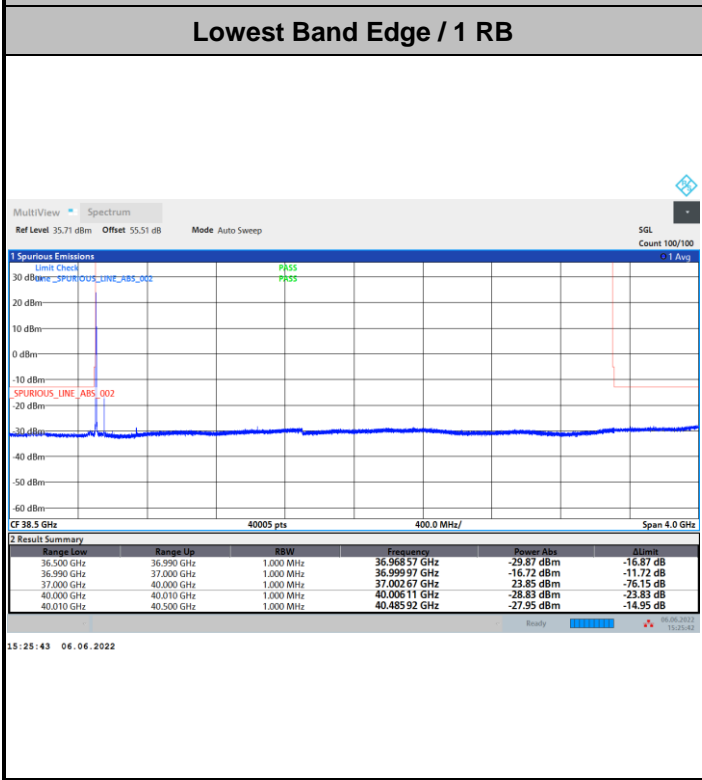 Lowest Band Edge / 1 RB
MultiView Spectrum
Ref Level 35.71 dBm Offset 55.51 dB Mode Auto Sweep SGL
Count 100/100
1 Spurious Emissions 1 Avg
Limit Check PASS
30 dBm Line _SPURIOUS_LINE_ABS_002 PASS
20 dBm
10 dBm
0 dBm
-10 dBm
_SPURIOUS_LINE_ABS_002
-20 dBm
-30 dBm
-40 dBm
-50 dBm
-60 dBm
CF 38.5 GHz 40005 pts 400.0 MHz/ Span 4.0 GHz
2 Result Summary
Range Low Range Up RBW Frequency Power Abs ΔLimit
36.500 GHz 36.990 GHz 1.000 MHz 36.968 57 GHz -29.87 dBm -16.87 dB
36.990 GHz 37.000 GHz 1.000 MHz 36.999 97 GHz -16.72 dBm -11.72 dB
37.000 GHz 40.000 GHz 1.000 MHz 37.002 67 GHz 23.85 dBm -76.15 dB
40.000 GHz 40.010 GHz 1.000 MHz 40.006 11 GHz -28.83 dBm -23.83 dB
40.010 GHz 40.500 GHz 1.000 MHz 40.485 92 GHz -27.95 dBm -14.95 dB
Ready 06.06.2022
15:25:42
15:25:43 06.06.2022